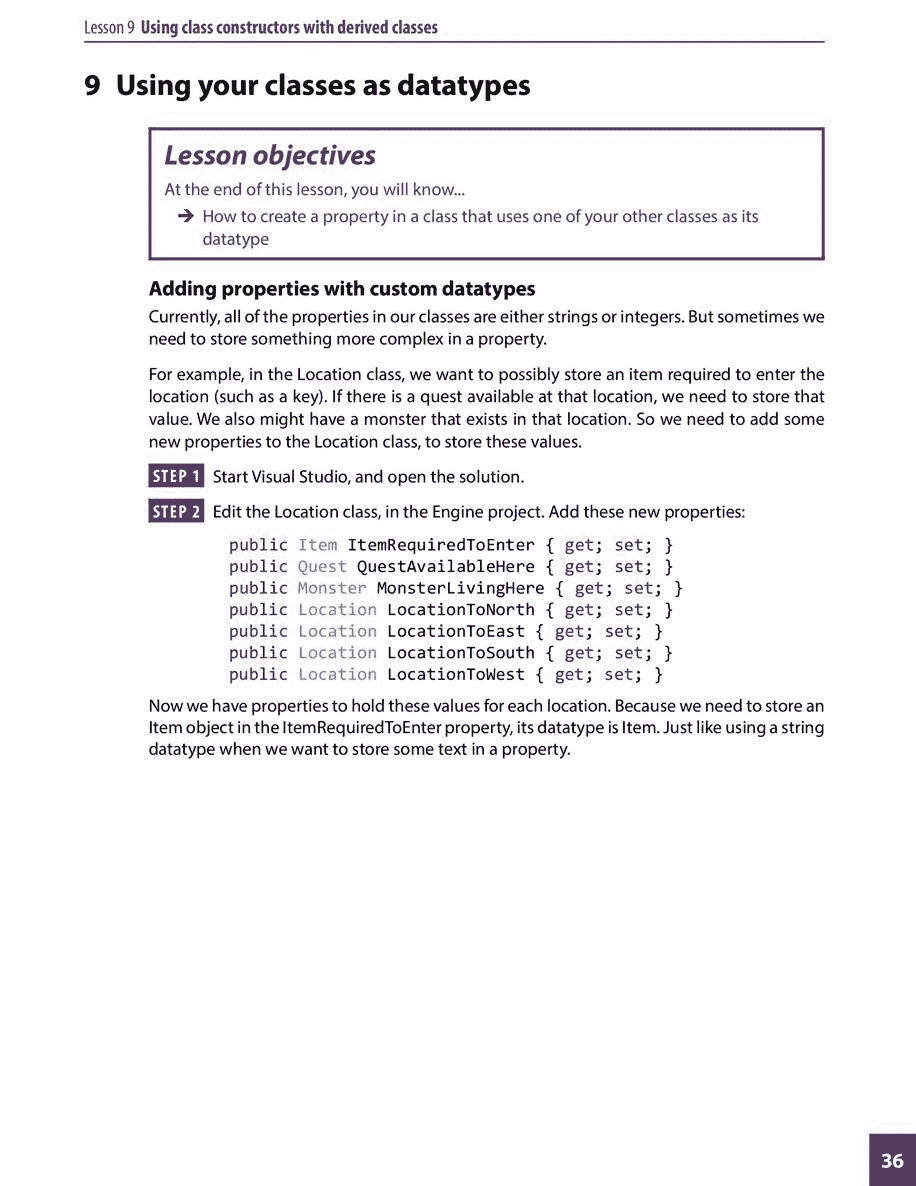 Lesson 9 Using class constructors with derived classes
9 Using your classes as datatypes
Lesson objectives
At the end of this lesson, you will know...
➔ How to create a property in a class that uses one of your other classes as its
datatype
Adding properties with custom datatypes
Currently, all of the properties in our classes are either strings or integers. But sometimes we
need to store something more complex in a property.
For example, in the Location class, we want to possibly store an item required to enter the
location (such as a key). If there is a quest available at that location, we need to store that
value. We also might have a monster that exists in that location. So we need to add some
new properties to the Location class, to store these values.
STEP 1 Start Visual Studio, and open the solution.
STEP 2 Edit the Location class, in the Engine project. Add these new properties:
public Item ItemRequiredToEnter { get; set; }
public Quest QuestAvailableHere { get; set; }
public Monster MonsterLivingHere { get; set; }
public Location LocationToNorth { get; set; }
public Location LocationToEast { get; set; }
public Location LocationToSouth { get; set; }
public Location LocationToWest { get; set; }
Now we have properties to hold these values for each location. Because we need to store an
Item object in the ItemRequiredToEnter property, its datatype is Item. Just like using a string
datatype when we want to store some text in a property.
36